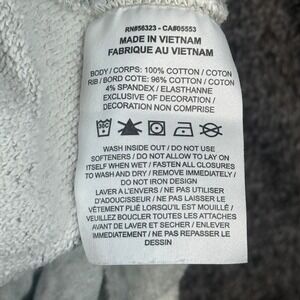 RN#56323 - CA#05553
MADE IN VIETNAM
FABRIQUE AU VIETNAM
BODY / CORPS: 100% COTTON / COTON
RIB / BORD COTE: 96% COTTON / COTON
4% SPANDEX / ELASTHANNE
EXCLUSIVE OF DECORATION /
DECORATION NON COMPRISE
WASH INSIDE OUT / DO NOT USE
SOFTENERS / DO NOT ALLOW TO LAY ON
ITSELF WHEN WET / FASTEN ALL CLOSURES
TO WASH AND DRY / REMOVE IMMEDIATELY /
DO NOT IRON DESIGN
LAVER A L'ENVERS / NE PAS UTILISER
D'ADOUCISSEUR / NE PAS LAISSER LE
VÊTEMENT PLIÉ LORSQU'IL EST MOUILLÉ /
VEUILLEZ BOUCLER TOUTES LES ATTACHES
AVANT DE LAVER ET SECHER / ENLEVER
IMMEDIATEMENT / NE PAS REPASSER LE
DESSIN